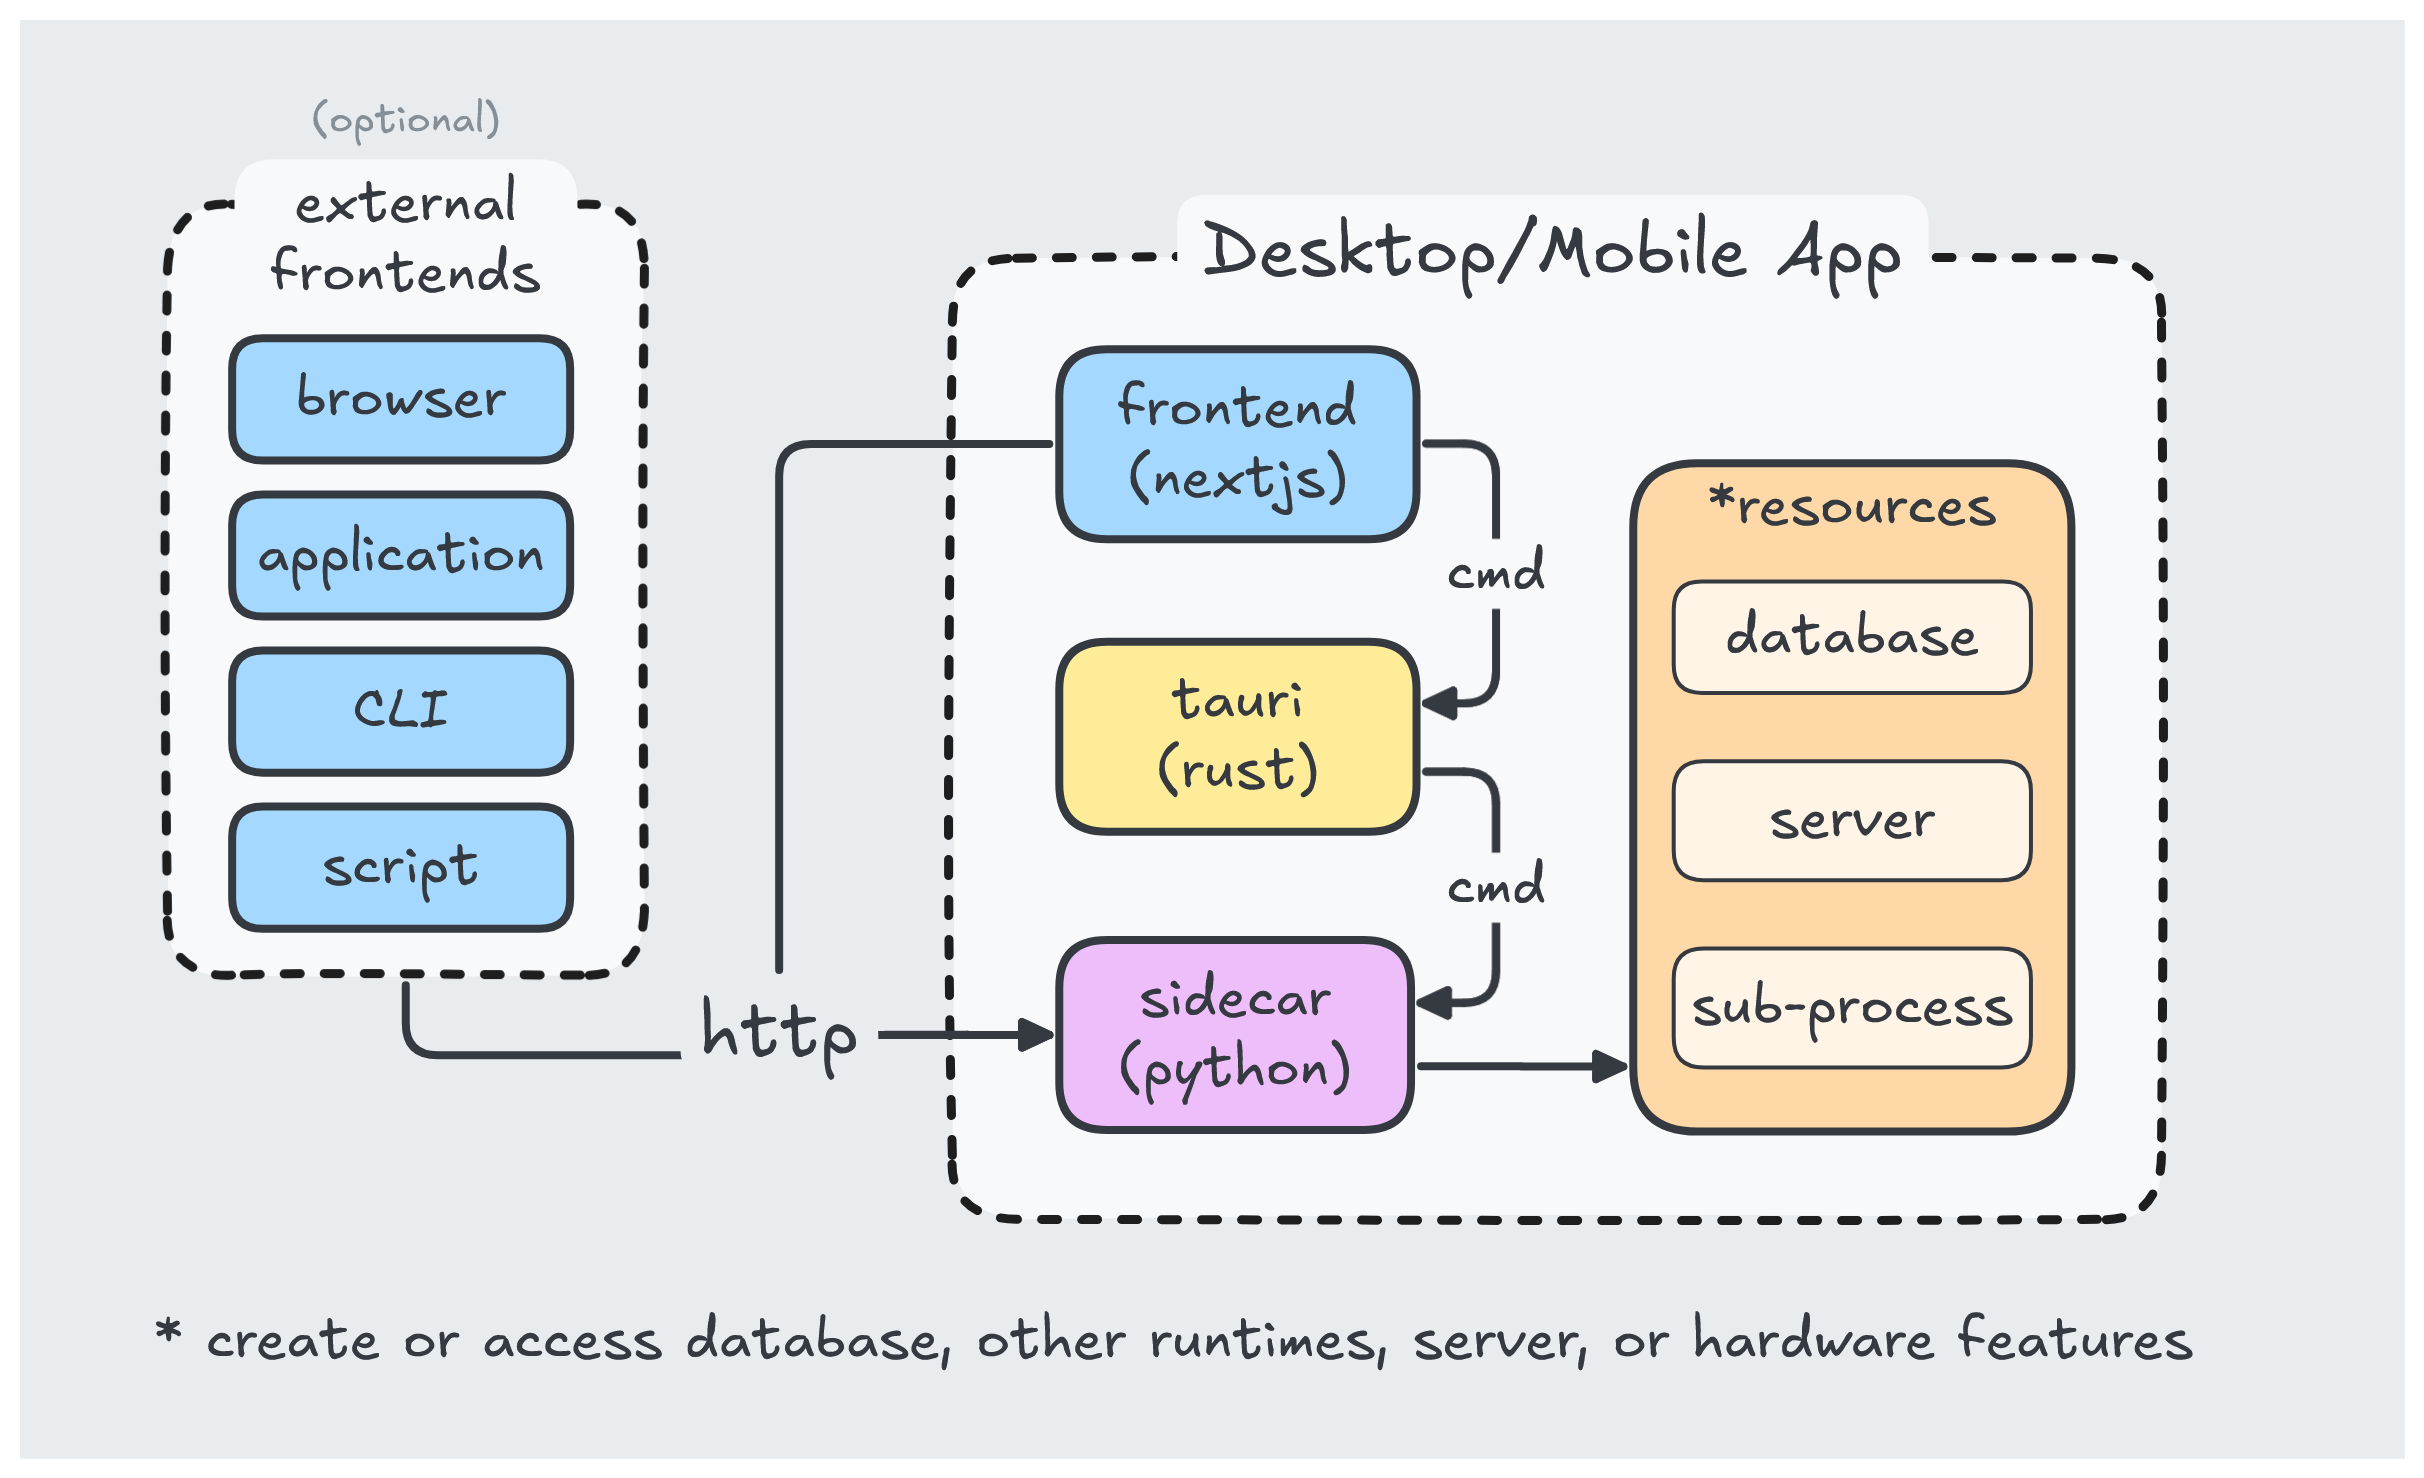 (optional)
external
frontends
browser
application
CLI
script
http
Desktop/Mobile App
frontend
(nextjs)
cmd
tauri
(rust)
cmd
sidecar
(python)
*resources
database
server
sub-process
* create or access database, other runtimes, server, or hardware features